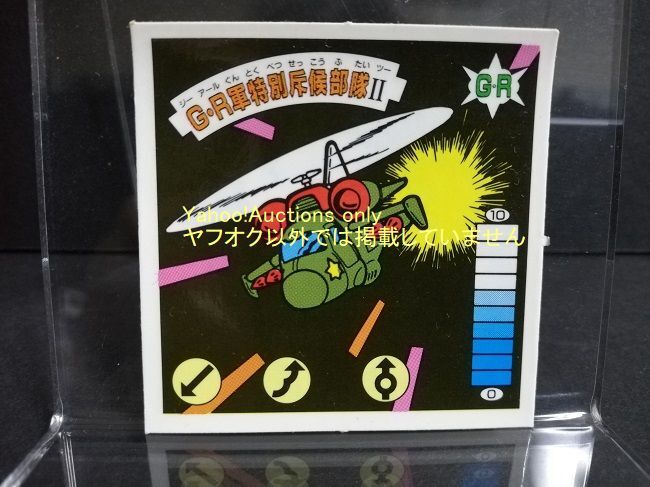 ジー アール ぐん とく べつ せっ こう ぶ たい ツー
G・R軍特別斥候部隊II
G・R
Yahoo!Auctions only
ヤフオク以外では掲載していません
10
0